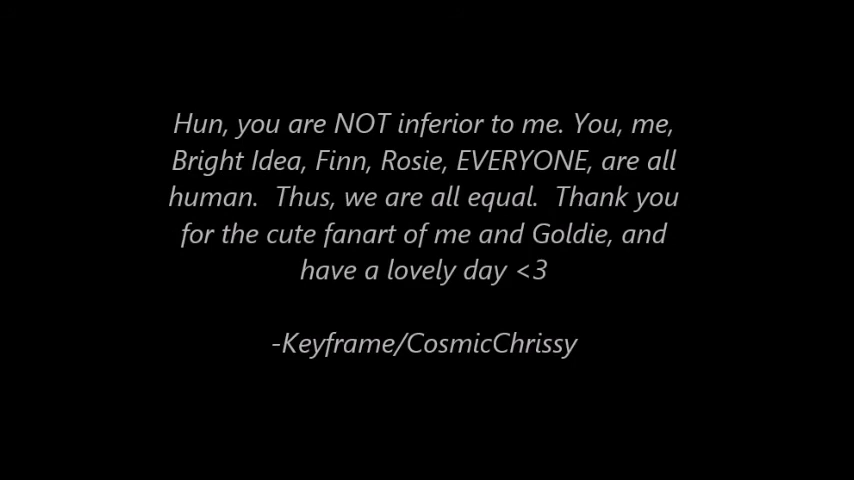 Hun, you are NOT inferior to me. You, me,
Bright Idea, Finn, Rosie, EVERYONE, are all
human.  Thus, we are all equal.  Thank you
for the cute fanart of me and Goldie, and
have a lovely day <3
-Keyframe/CosmicChrissy